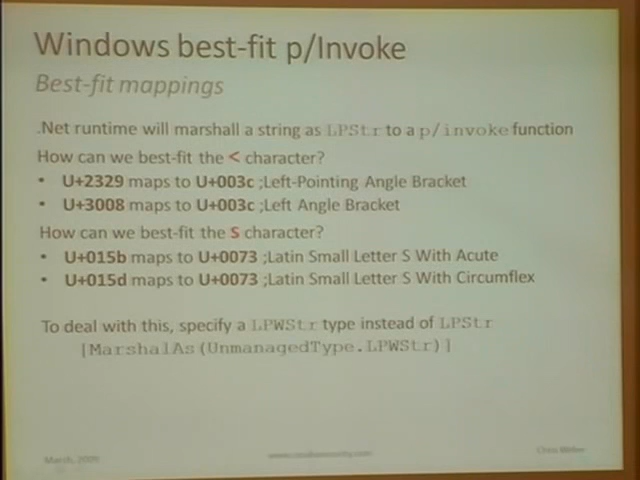 Windows best-fit p/Invoke
Best-fit mappings
.Net runtime will marshall a string as LPStr to a p/invoke function
How can we best-fit the < character?
• U+2329 maps to U+003c ;Left-Pointing Angle Bracket
• U+3008 maps to U+003c ;Left Angle Bracket
How can we best-fit the S character?
• U+015b maps to U+0073 ;Latin Small Letter S With Acute
• U+015d maps to U+0073 ;Latin Small Letter S With Circumflex
To deal with this, specify a LPWStr type instead of LPStr
[MarshalAs(UnmanagedType.LPWStr)]
March, 2009
Chris Weber